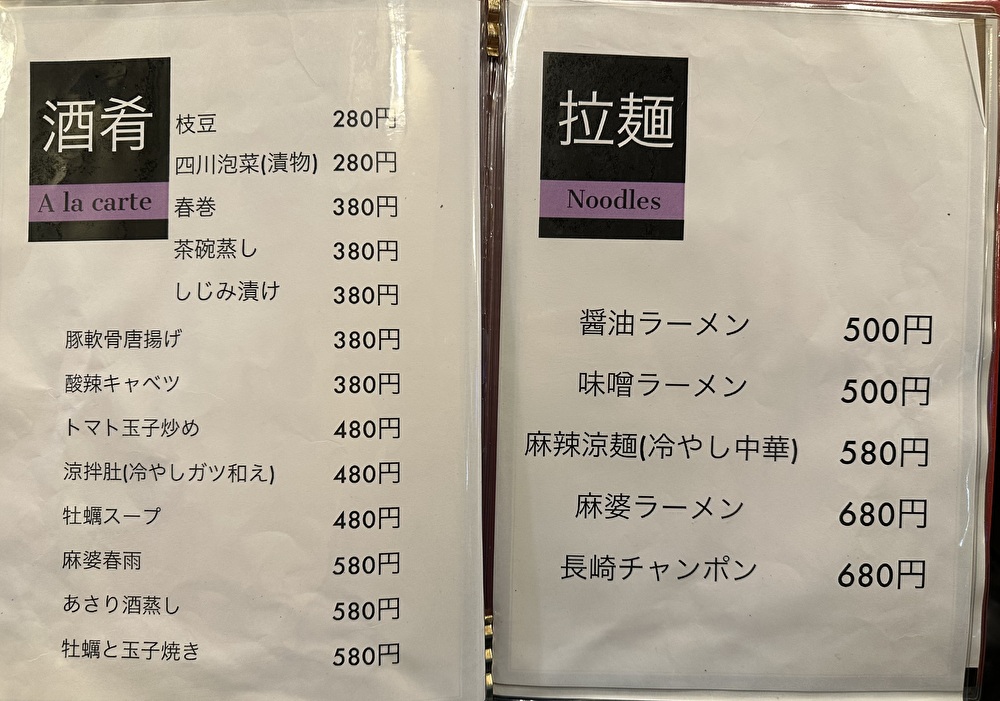 酒肴
A la carte
枝豆 280円
四川泡菜(漬物) 280円
春巻 380円
茶碗蒸し 380円
しじみ漬け 380円
豚軟骨唐揚げ 380円
酸辣キャベツ 380円
トマト玉子炒め 480円
涼拌肚(冷やしガツ和え) 480円
牡蠣スープ 480円
麻婆春雨 580円
あさり酒蒸し 580円
牡蠣と玉子焼き 580円
拉麺
Noodles
醤油ラーメン 500円
味噌ラーメン 500円
麻辣涼麺(冷やし中華) 580円
麻婆ラーメン 680円
長崎チャンポン 680円